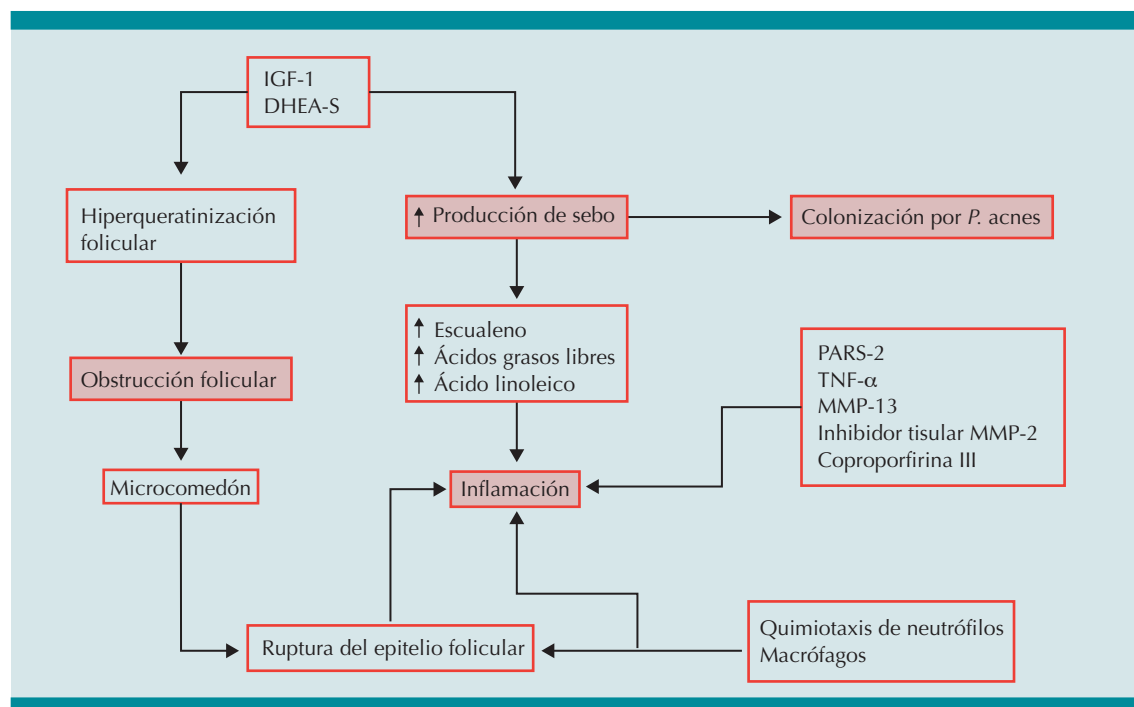 IGF-1
DHEA-S
Hiperqueratinización
folicular
↑ Producción de sebo
Colonización por P. acnes
↑ Escualeno
↑ Ácidos grasos libres
↑ Ácido linoleico
PARS-2
TNF-α
MMP-13
Inhibidor tisular MMP-2
Coproporfirina III
Obstrucción folicular
Microcomedón
Inflamación
Ruptura del epitelio folicular
Quimiotaxis de neutrófilos
Macrófagos